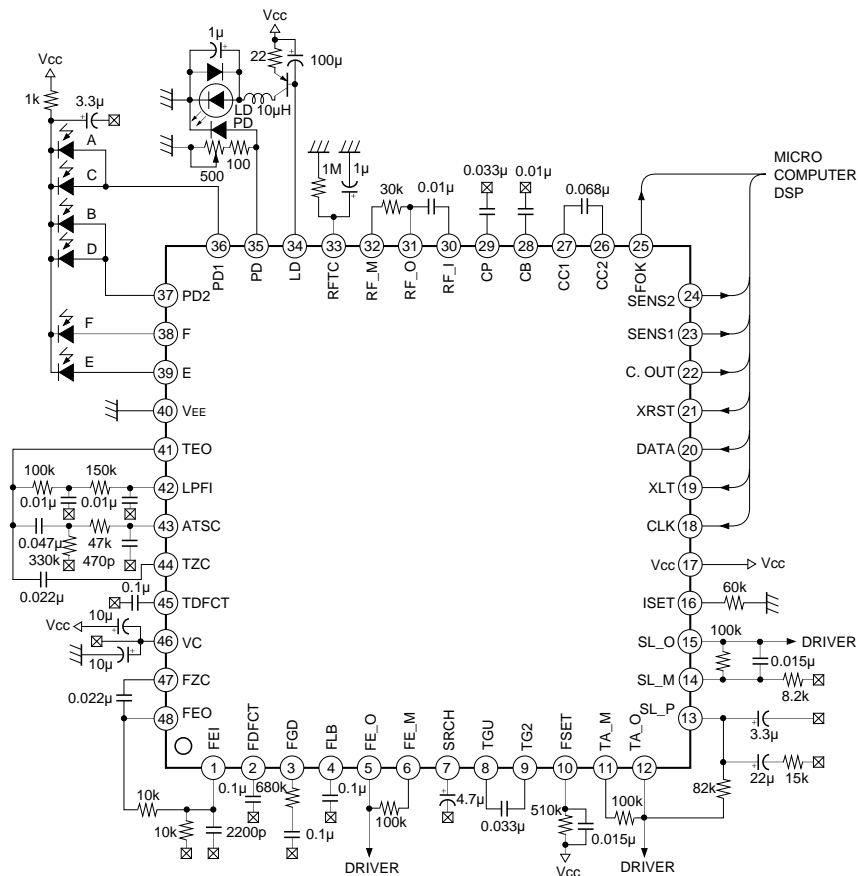 Vcc
1µ
22
100µ
Vcc
1k
3.3µ
LD
PD
10µH
500
100
1M
1µ
30k
0.01µ
0.033µ
0.01µ
0.068µ
MICRO
COMPUTER
DSP
A
C
B
D
F
E
36
35
34
33
32
31
30
29
28
27
26
25
PD1
PD
LD
RFTC
RF_M
RF_O
RF_I
CP
CB
CC1
CC2
FOK
37 PD2
38 F
39 E
40 VEE
41 TEO
42 LPFI
43 ATSC
44 TZC
45 TDFCT
46 VC
47 FZC
48 FEO
SENS2 24
SENS1 23
C. OUT 22
XRST 21
DATA 20
XLT 19
CLK 18
Vcc 17 Vcc
ISET 16
SL_O 15
SL_M 14
SL_P 13
100k
150k
0.01µ
0.01µ
0.047µ
47k
330k
470p
0.022µ
0.1µ
Vcc
10µ
10µ
0.022µ
60k
100k
DRIVER
0.015µ
8.2k
3.3µ
22µ
15k
82k
FEI
FDFCT
FGD
FLB
FE_O
FE_M
SRCH
TGU
TG2
FSET
TA_M
TA_O
1
2
3
4
5
6
7
8
9
10
11
12
10k
10k
2200p
0.1µ
680k
0.1µ
0.1µ
100k
DRIVER
4.7µ
0.033µ
510k
0.015µ
Vcc
100k
DRIVER